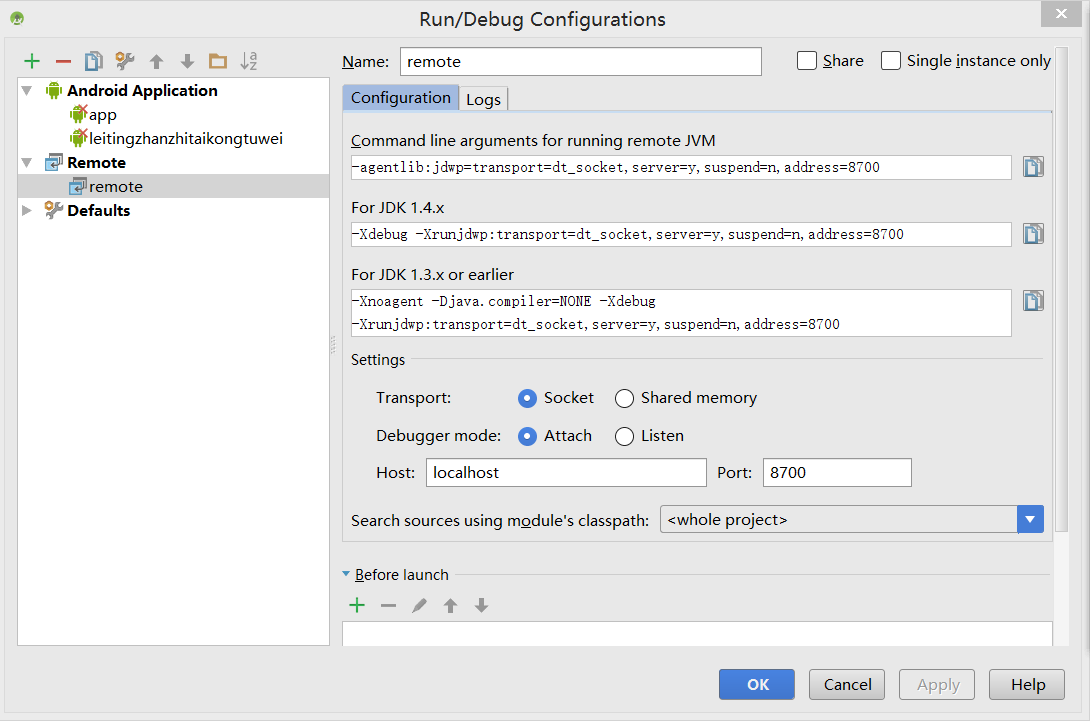 Run/Debug Configurations
Name: remote Share Single instance only
Android Application
app
leitingzhanzhitaikongtuwei
Remote
remote
Defaults
Configuration Logs
Command line arguments for running remote JVM
-agentlib:jdwp=transport=dt_socket,server=y,suspend=n,address=8700
For JDK 1.4.x
-Xdebug -Xrunjdwp:transport=dt_socket,server=y,suspend=n,address=8700
For JDK 1.3.x or earlier
-Xnoagent -Djava.compiler=NONE -Xdebug
-Xrunjdwp:transport=dt_socket,server=y,suspend=n,address=8700
Settings
Transport: Socket Shared memory
Debugger mode: Attach Listen
Host: localhost Port: 8700
Search sources using module's classpath: <whole project>
Before launch
OK Cancel Apply Help